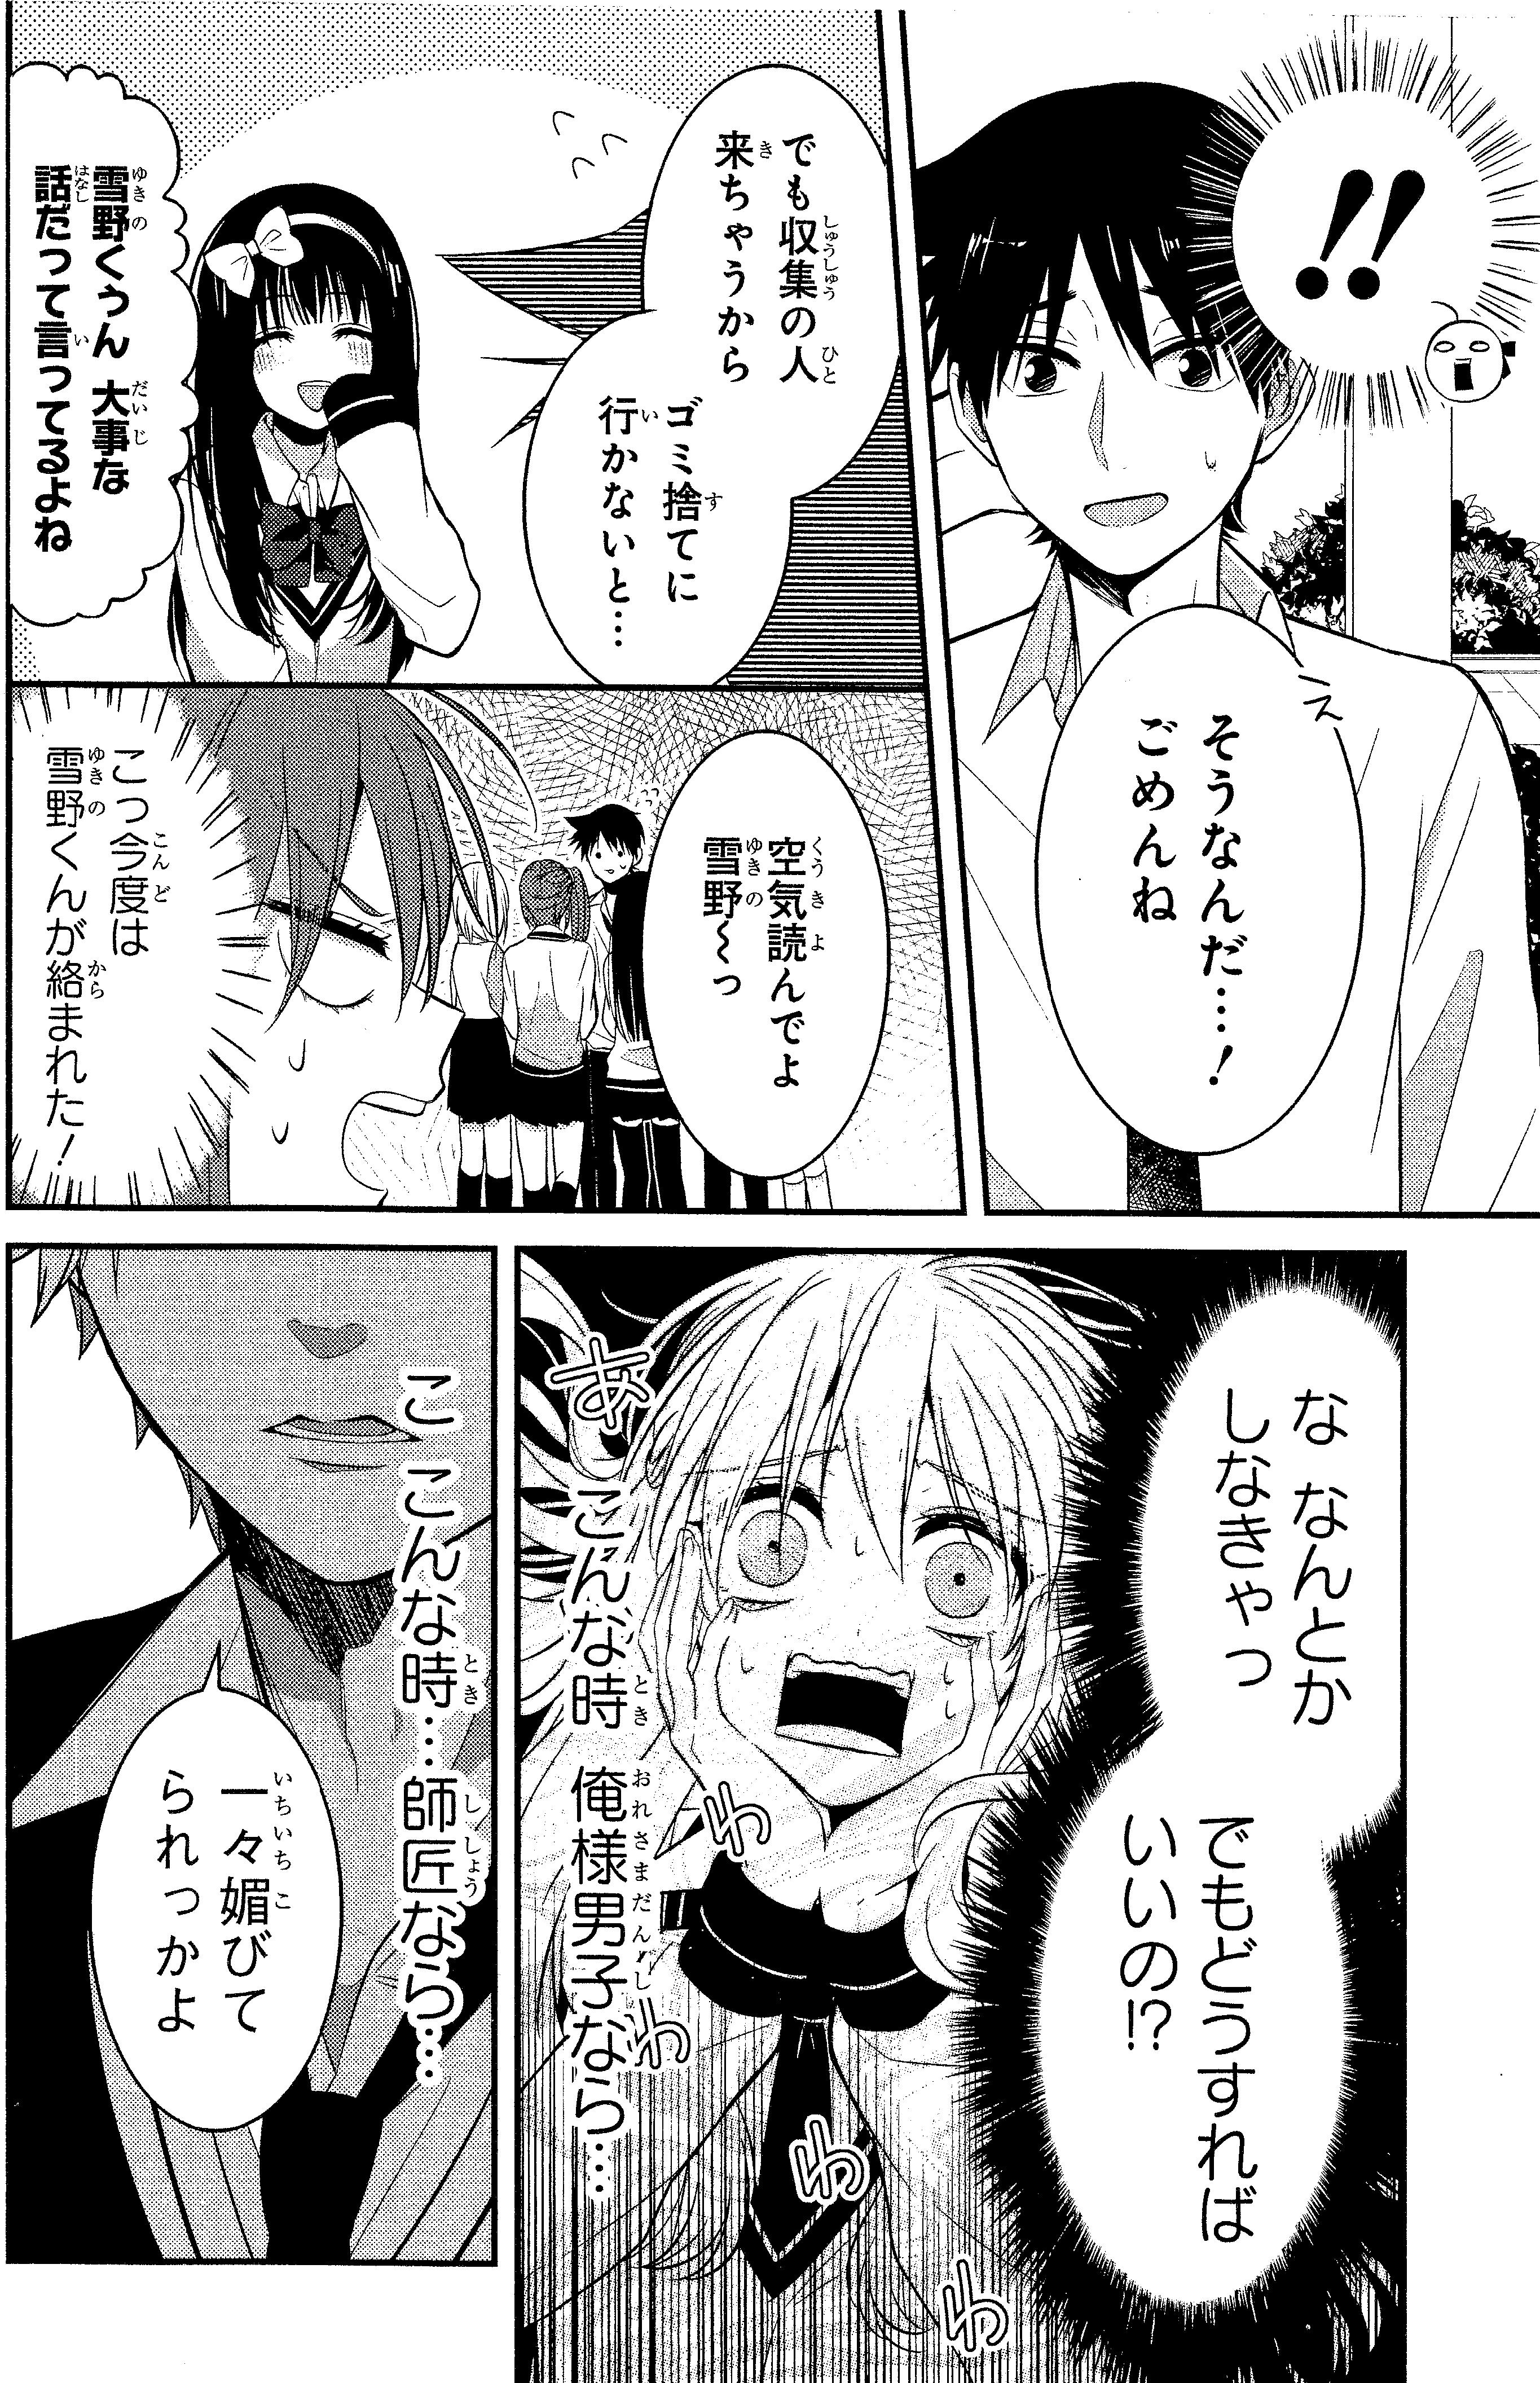 !!
え
そうなんだ…!
ごめんね
でも収集の人
来ちゃうから
ゴミ捨てに
行かないと…
雪野くぅん 大事な
話だって言ってるよね
空気読んでよ
雪野〜っ
こっ今度は
雪野くんが絡まれた!
な なんとか
しなきゃっ
でもどうすれば
いいの!?
あ こんな時 俺様男子なら…
わ
わ
わ
わ
こ こんな時…師匠なら…
一々媚びて
られっかよ